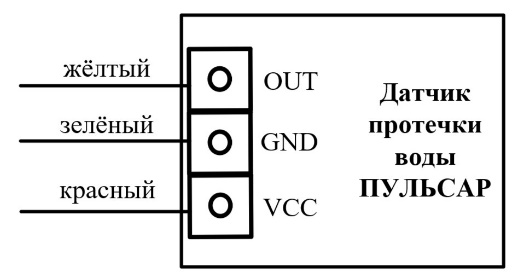 жёлтый
OUT
зелёный
GND
красный
VCC
Датчик
протечки
воды
ПУЛЬСАР